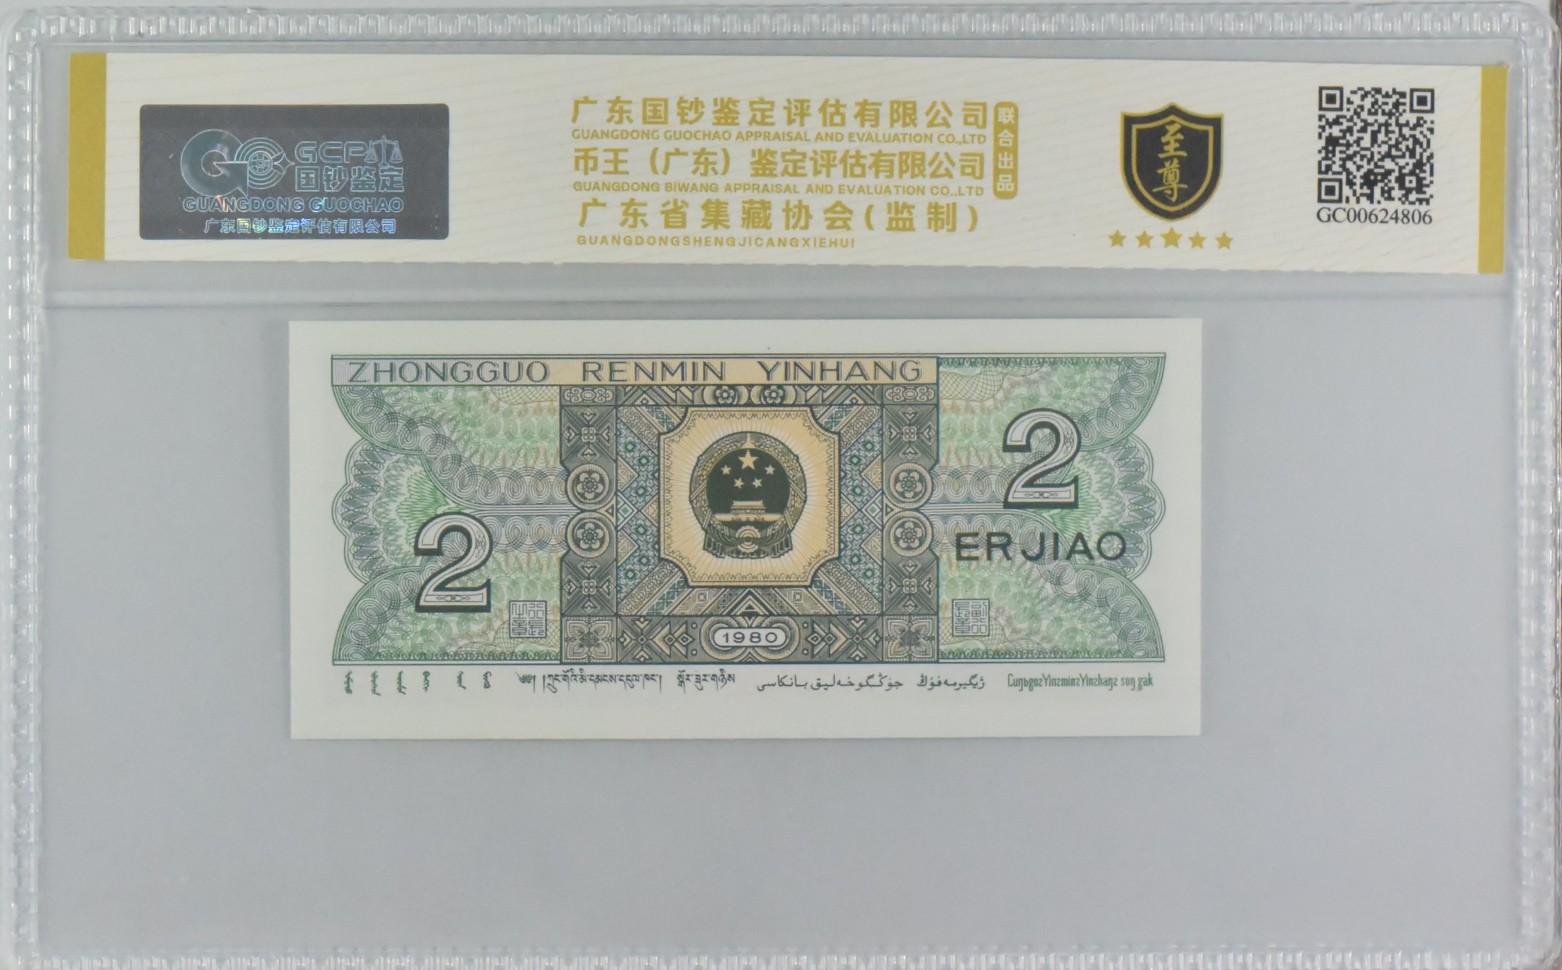 GCP
国钞鉴定
GUANGDONG GUOCHAO
广东国钞鉴定评估有限公司
广东国钞鉴定评估有限公司
GUANGDONG GUOCHAO APPRAISAL AND EVALUATION CO.,LTD
币王（广东）鉴定评估有限公司
GUANGDONG BIWANG APPRAISAL AND EVALUATION CO.,LTD
广东省集藏协会(监制)
GUANGDONGSHENGJICANGXIEHUI
联合出品
至尊
GC00624806
ZHONGGUO RENMIN YINHANG
2
2
ERJIAO
1980
جۇڭگوخەلىق بانكاسى